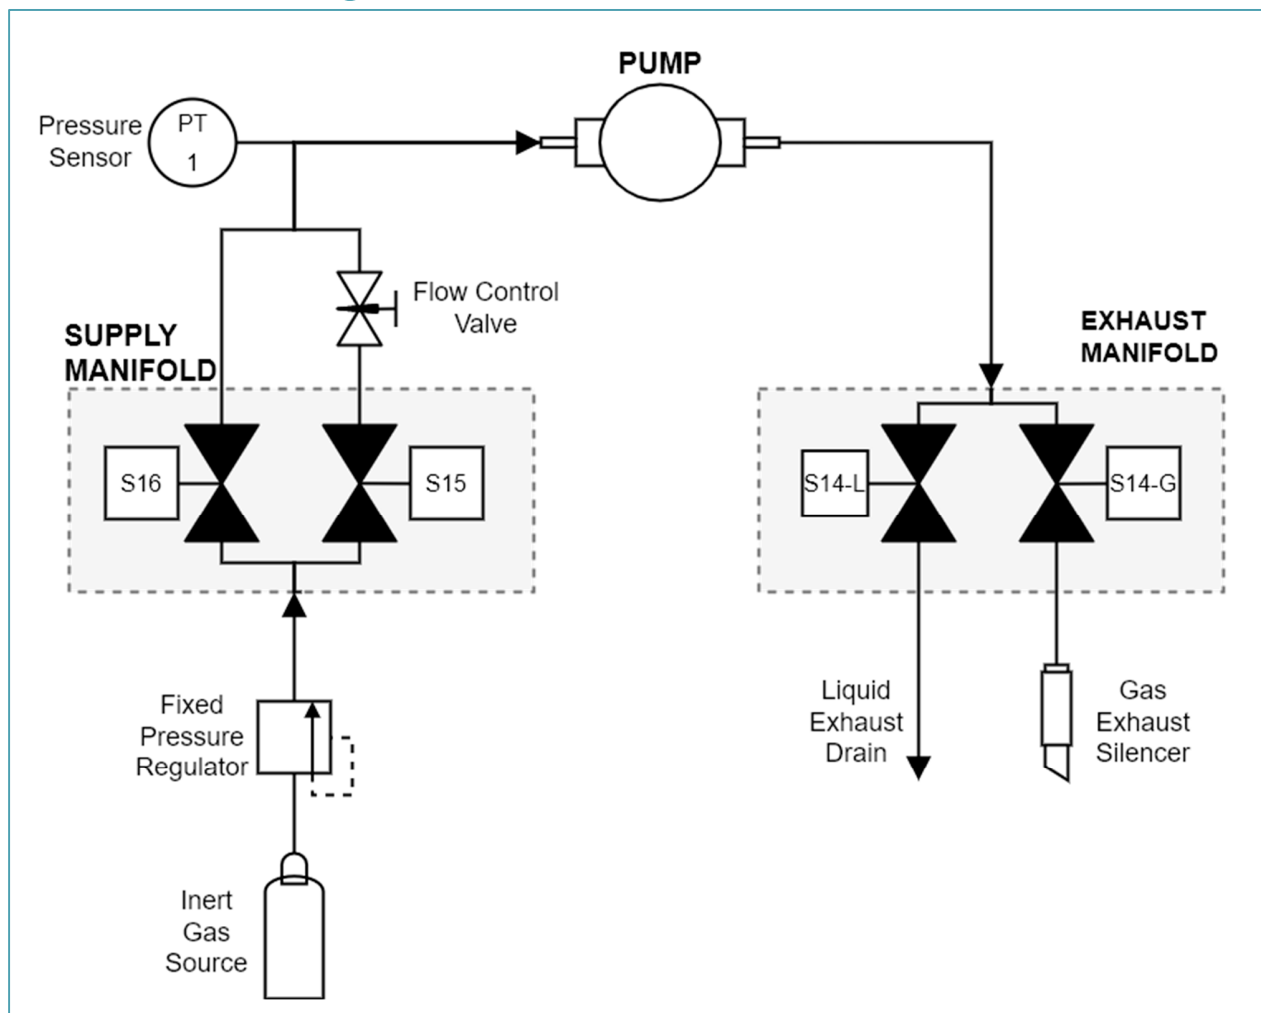 PUMP
Pressure
Sensor
PT
1
Flow Control
Valve
SUPPLY
MANIFOLD
EXHAUST
MANIFOLD
S16
S15
S14-L
S14-G
Fixed
Pressure
Regulator
Liquid
Exhaust
Drain
Gas
Exhaust
Silencer
Inert
Gas
Source